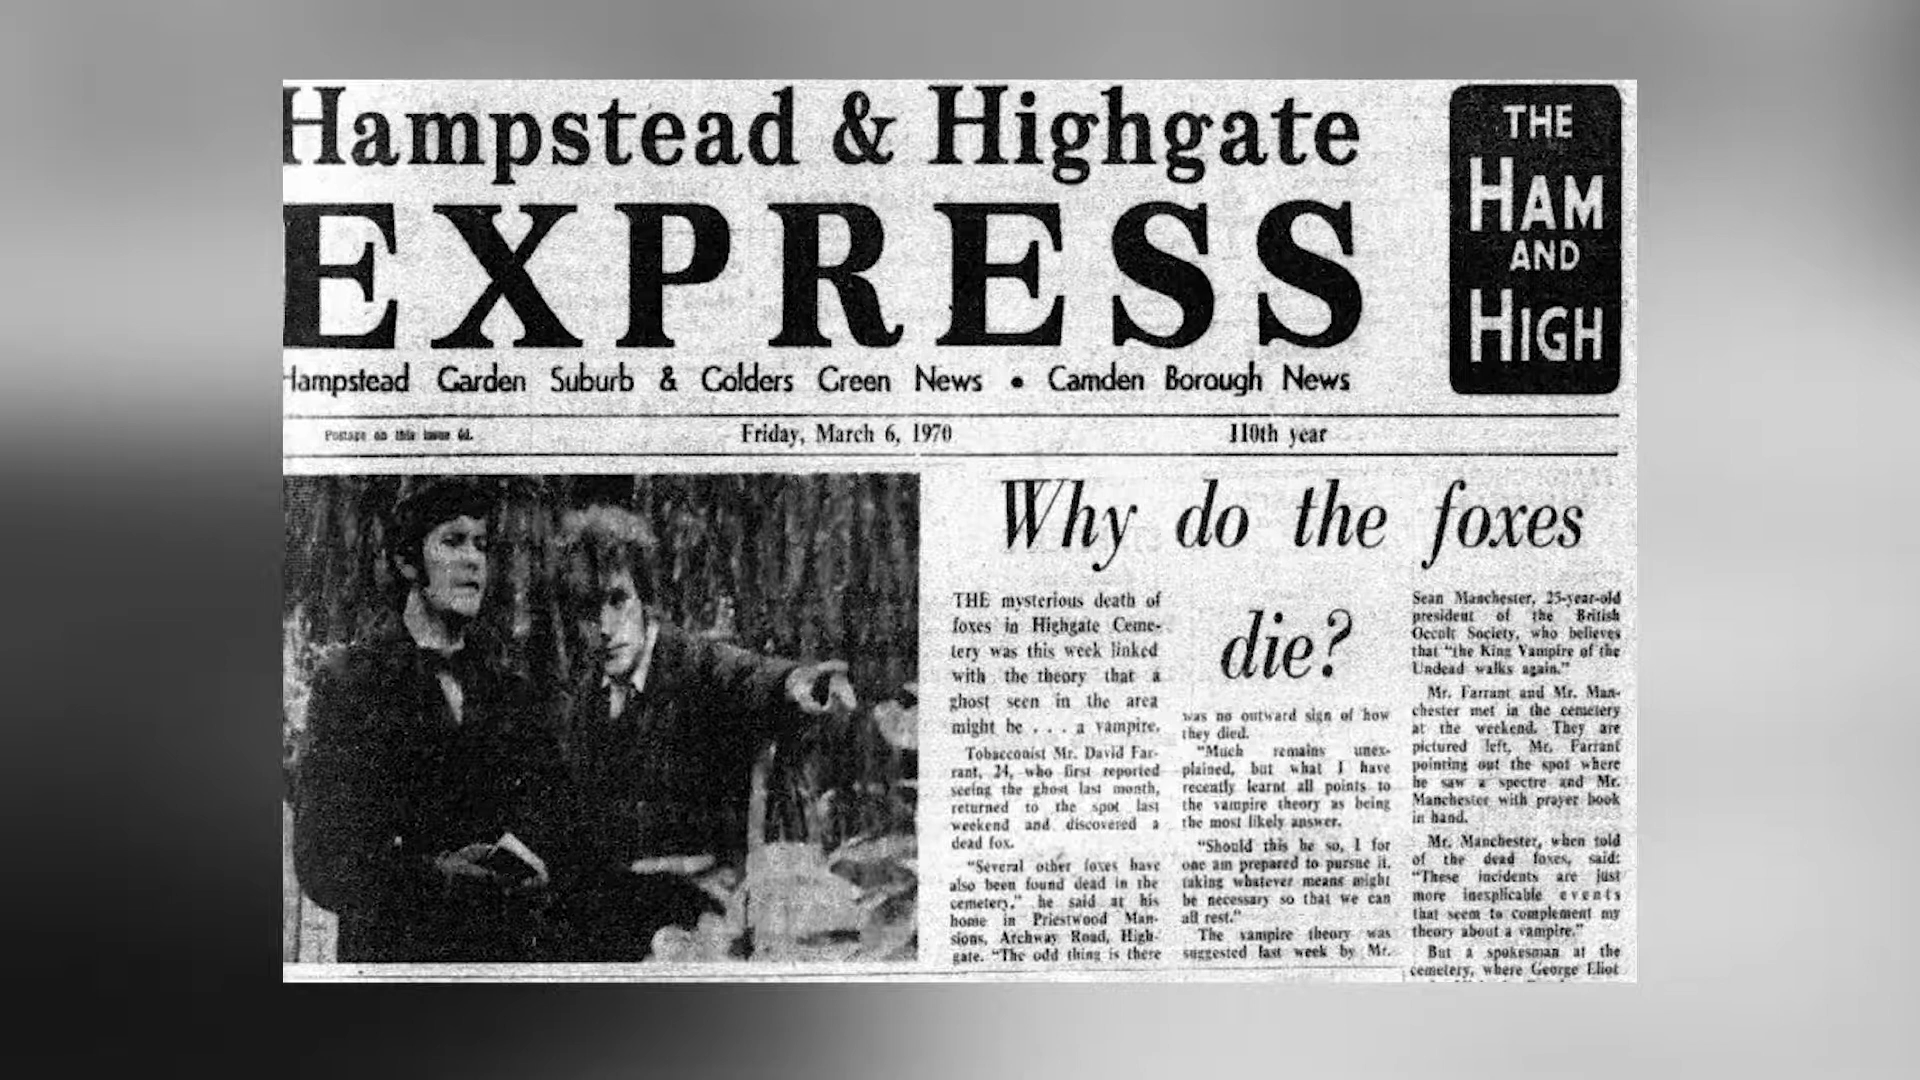 Hampstead & Highgate
EXPRESS
THE
HAM
AND
HIGH
Hampstead Garden Suburb & Golders Green News • Camden Borough News
Postage on this issue 6d.
Friday, March 6, 1970
110th year
Why do the foxes
die?
THE mysterious death of
foxes in Highgate Ceme-
tery was this week linked
with the theory that a
ghost seen in the area
might be . . . a vampire.
Tobacconist Mr. David Far-
rant, 24, who first reported
seeing the ghost last month,
returned to the spot last
weekend and discovered a
dead fox.
"Several other foxes have
also been found dead in the
cemetery," he said at his
home in Priestwood Man-
sions, Archway Road, High-
gate. "The odd thing is there
was no outward sign of how
they died.
"Much remains unex-
plained, but what I have
recently learnt all points to
the vampire theory as being
the most likely answer.
"Should this be so, I for
one am prepared to pursue it,
taking whatever means might
be necessary so that we can
all rest."
The vampire theory was
suggested last week by Mr.
Sean Manchester, 25-year-old
president of the British
Occult Society, who believes
that "the King Vampire of the
Undead walks again."
Mr. Farrant and Mr. Man-
chester met in the cemetery
at the weekend. They are
pictured left, Mr. Farrant
pointing out the spot where
he saw a spectre and Mr.
Manchester with prayer book
in hand.
Mr. Manchester, when told
of the dead foxes, said:
"These incidents are just
more inexplicable events
that seem to complement my
theory about a vampire."
But a spokesman at the
cemetery, where George Eliot